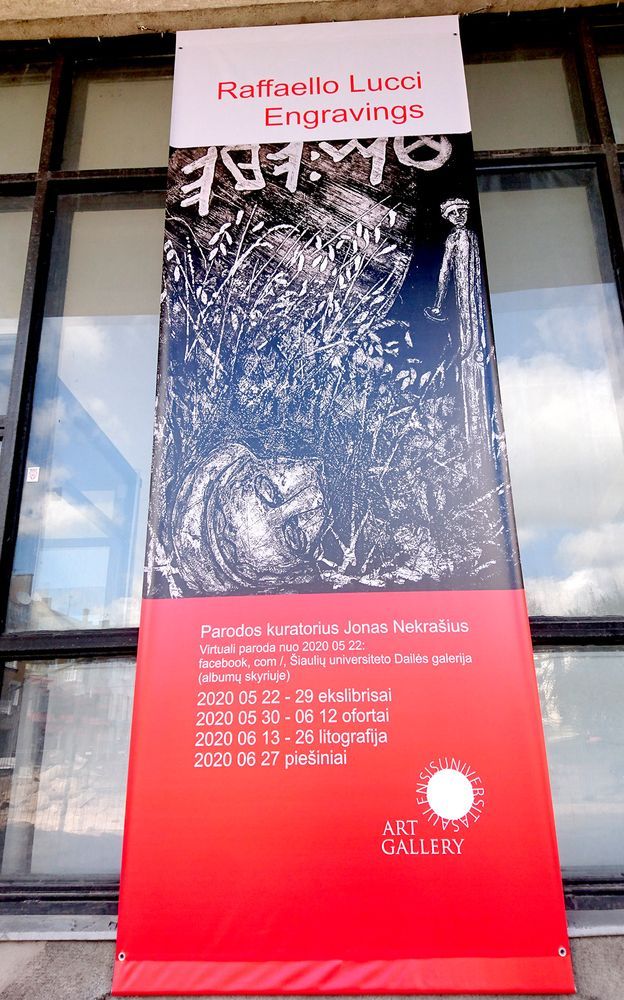 Raffaello Lucci
Engravings
Parodos kuratorius Jonas Nekrašius
Virtuali paroda nuo 2020 05 22:
facebook, com /, Šiaulių universiteto Dailės galerija
(albumų skyriuje)
2020 05 22 - 29 ekslibrisai
2020 05 30 - 06 12 ofortai
2020 06 13 - 26 litografija
2020 06 27 piešiniai
UNIVERSITAS
ART
GALLERY